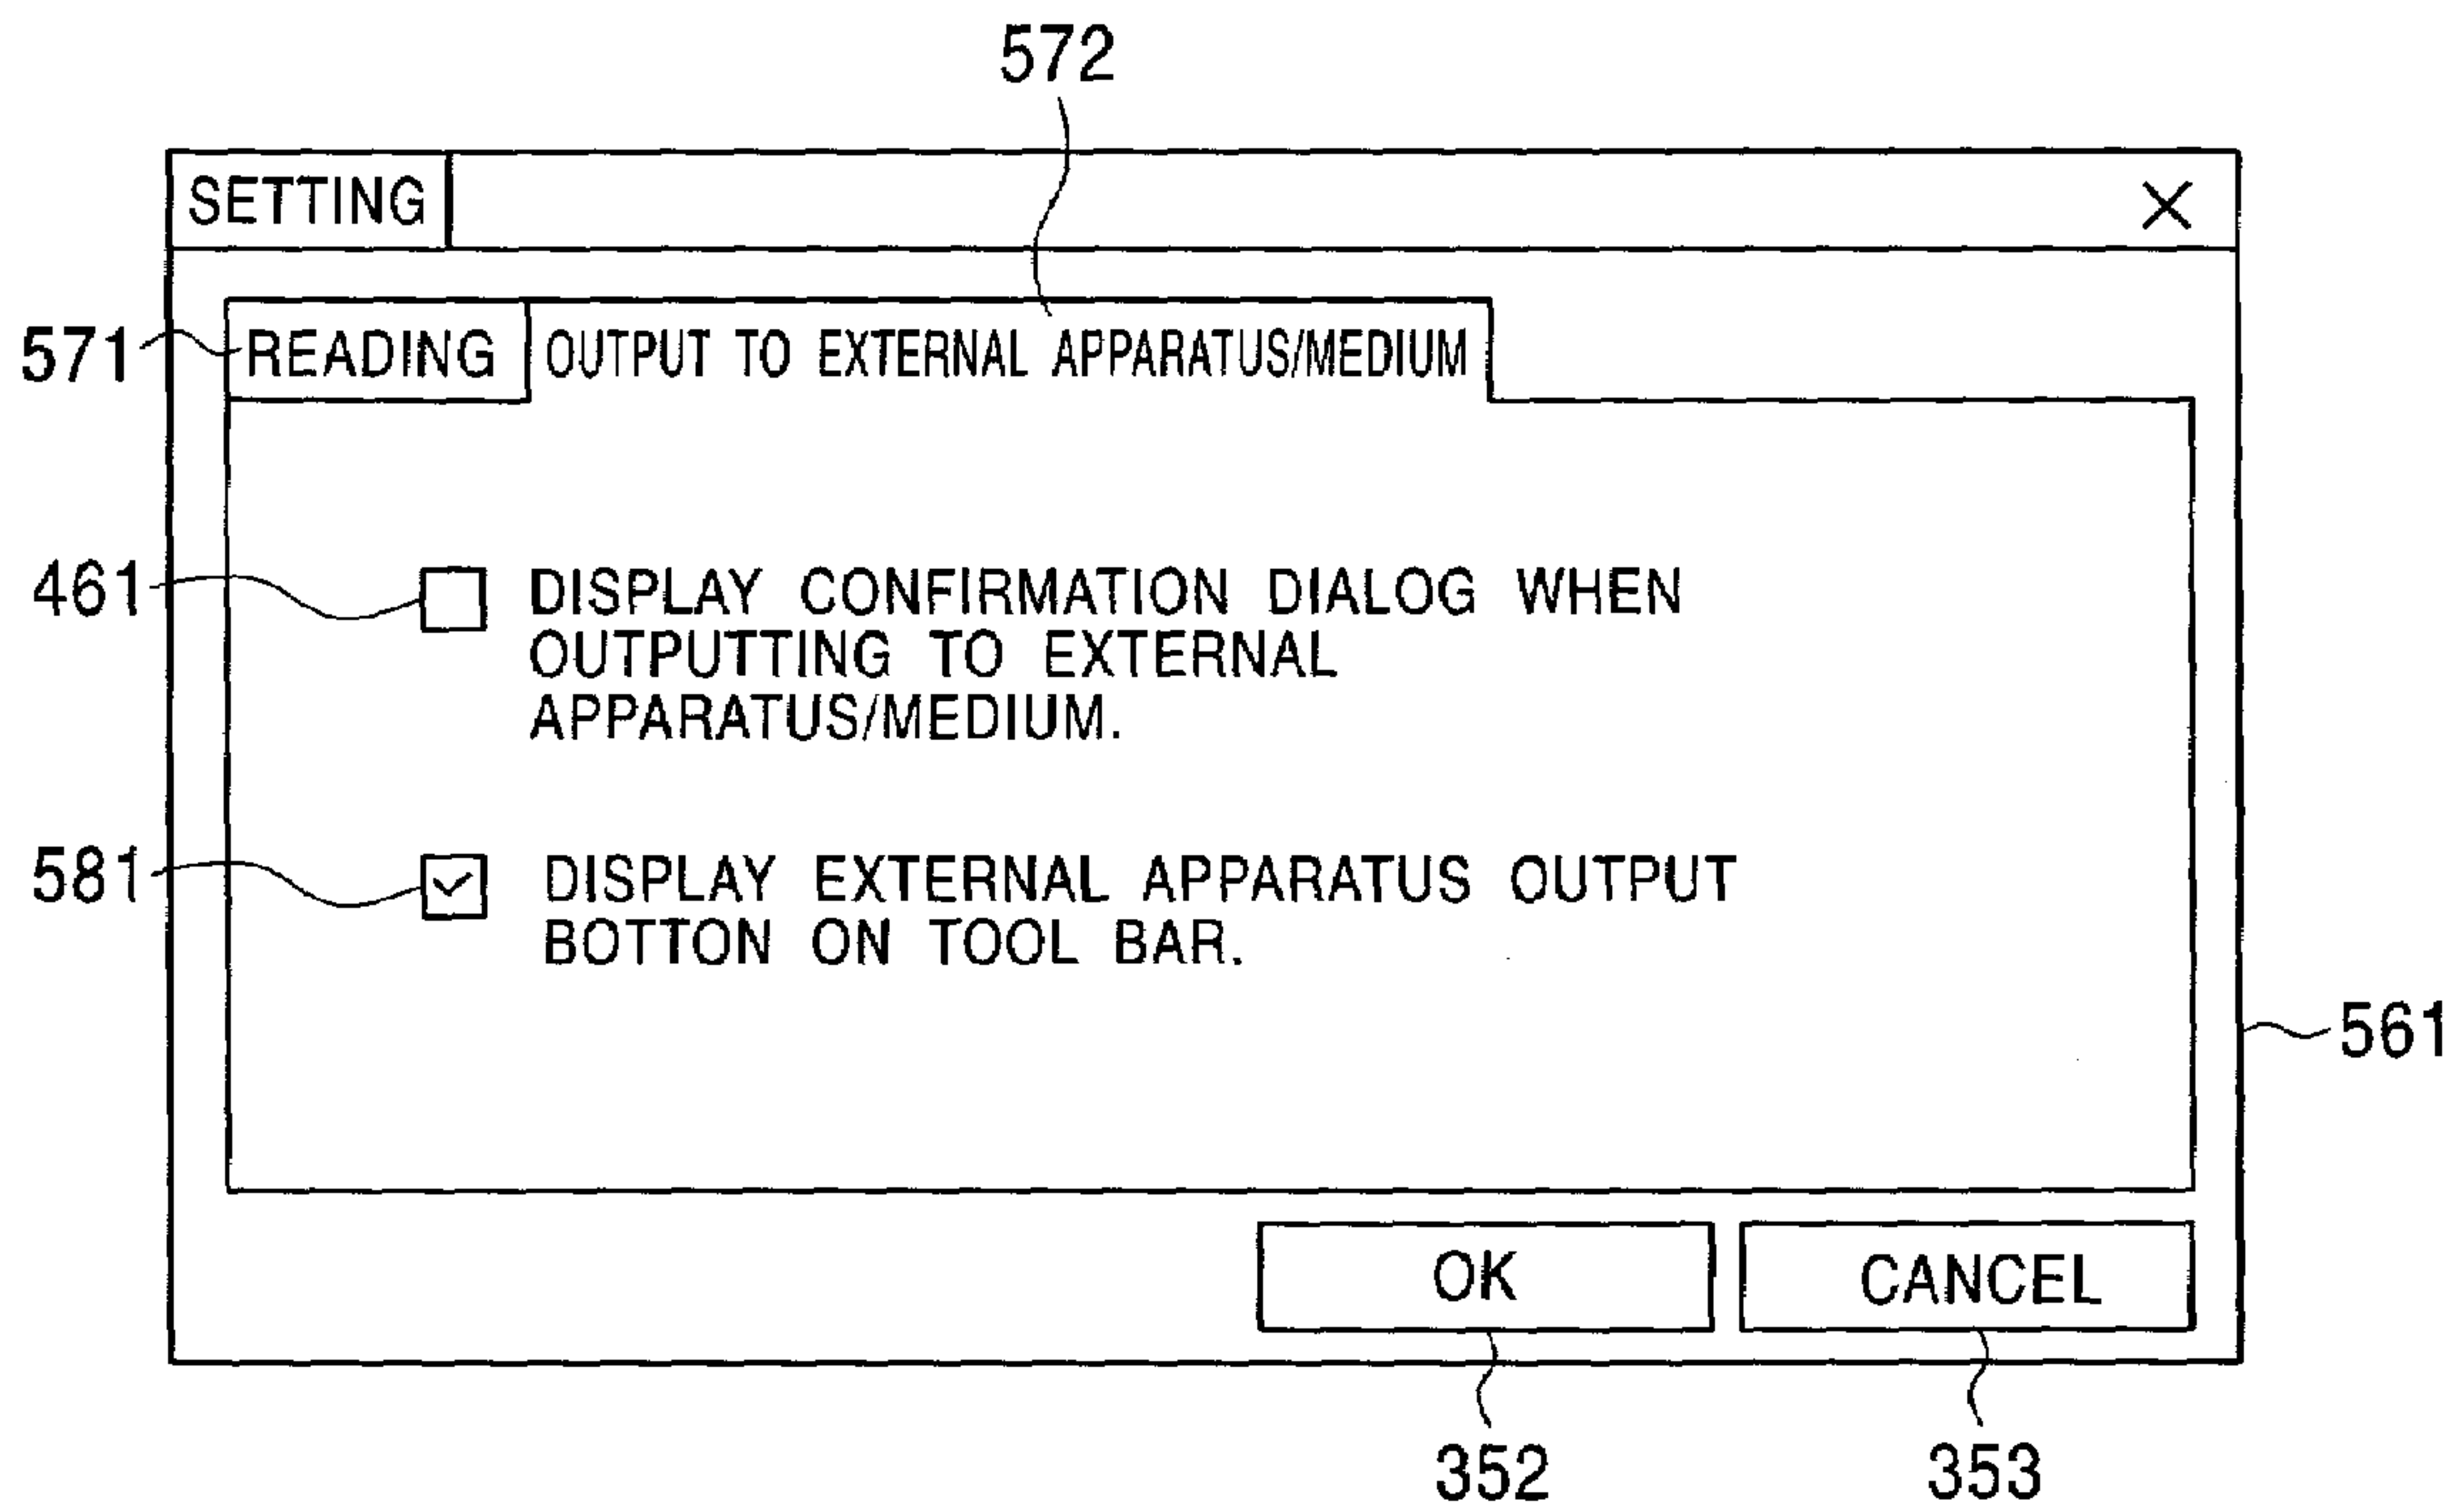 572
SETTING
571 READING OUTPUT TO EXTERNAL APPARATUS/MEDIUM
461 DISPLAY CONFIRMATION DIALOG WHEN
OUTPUTTING TO EXTERNAL
APPARATUS/MEDIUM.
581 DISPLAY EXTERNAL APPARATUS OUTPUT
BOTTON ON TOOL BAR.
561
OK CANCEL
352 353